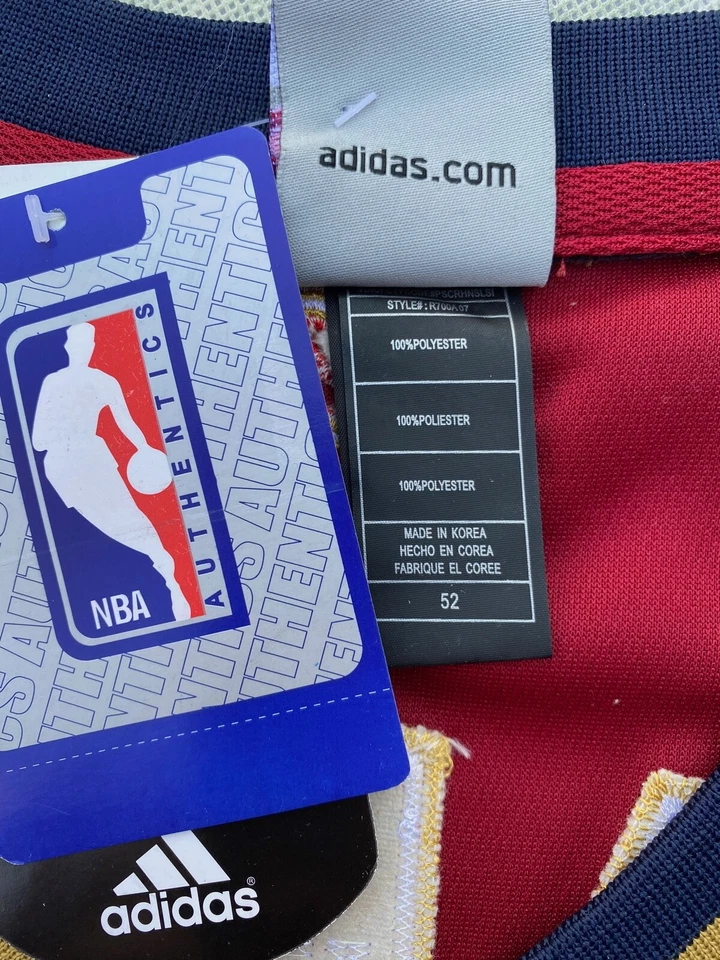 adidas.com
STYLE#: R700A07
100%POLYESTER
100%POLIESTER
100%POLYESTER
MADE IN KOREA
HECHO EN COREA
FABRIQUE EL COREE
52
AUTHENTICS
NBA
adidas®